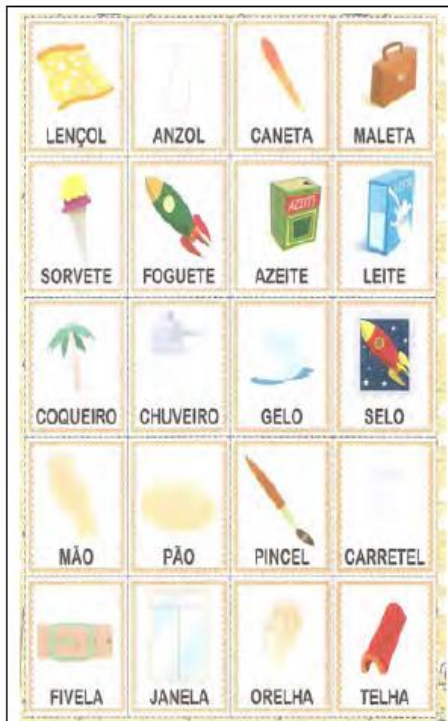 LENÇOL ANZOL CANETA MALETA
SORVETE FOGUETE AZEITE LEITE
COQUEIRO CHUVEIRO GELO SELO
MÃO PÃO PINCEL CARRETEL
FIVELA JANELA ORELHA TELHA